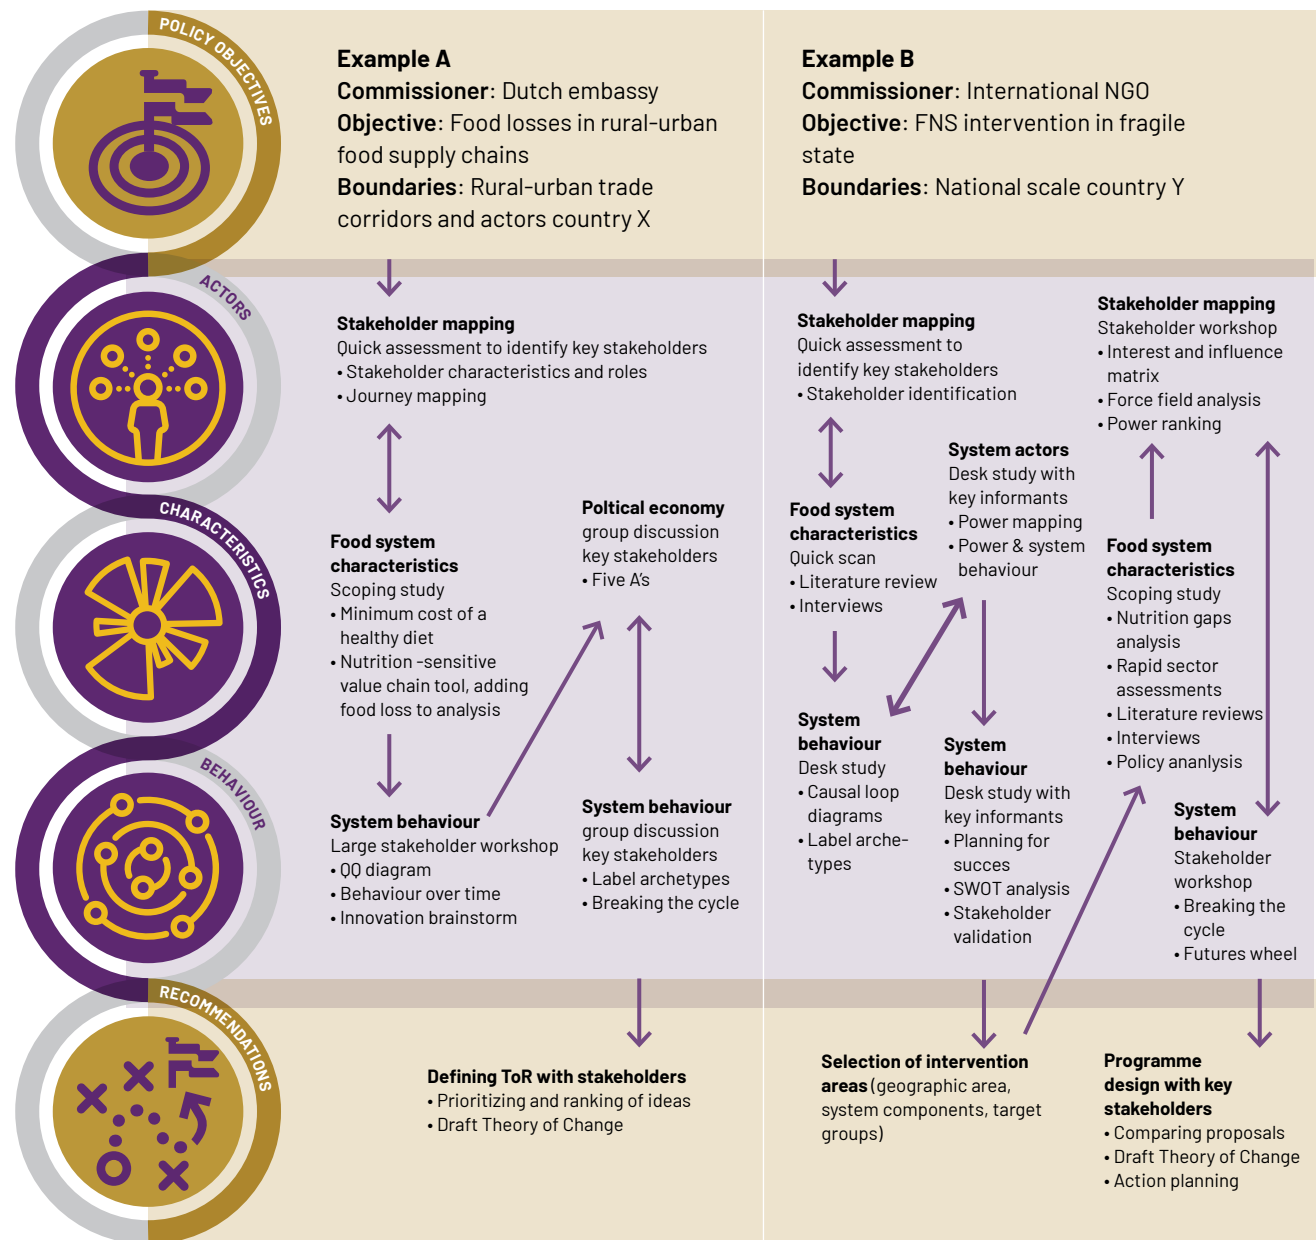 POLICY OBJECTIVES
Example A
Commissioner: Dutch embassy
Objective: Food losses in rural-urban
food supply chains
Boundaries: Rural-urban trade
corridors and actors country X
Example B
Commissioner: International NGO
Objective: FNS intervention in fragile
state
Boundaries: National scale country Y
ACTORS
Stakeholder mapping
Quick assessment to identify key stakeholders
• Stakeholder characteristics and roles
• Journey mapping
Stakeholder mapping
Quick assessment to
identify key stakeholders
• Stakeholder identification
Stakeholder mapping
Stakeholder workshop
• Interest and influence
matrix
• Force field analysis
• Power ranking
System actors
Desk study with
key informants
• Power mapping
• Power & system
behaviour
CHARACTERISTICS
Food system
characteristics
Scoping study
• Minimum cost of a
healthy diet
• Nutrition -sensitive
value chain tool, adding
food loss to analysis
Poltical economy
group discussion
key stakeholders
• Five A's
Food system
characteristics
Quick scan
• Literature review
• Interviews
Food system
characteristics
Scoping study
• Nutrition gaps
analysis
• Rapid sector
assessments
• Literature reviews
• Interviews
• Policy ananlysis
BEHAVIOUR
System behaviour
Large stakeholder workshop
• QQ diagram
• Behaviour over time
• Innovation brainstorm
System behaviour
group discussion
key stakeholders
• Label archetypes
• Breaking the cycle
System
behaviour
Desk study
• Causal loop
diagrams
• Label arche-
types
System
behaviour
Desk study with
key informants
• Planning for
succes
• SWOT analysis
• Stakeholder
validation
System
behaviour
Stakeholder
workshop
• Breaking the
cycle
• Futures wheel
RECOMMENDATIONS
Defining ToR with stakeholders
• Prioritizing and ranking of ideas
• Draft Theory of Change
Selection of intervention
areas (geographic area,
system components, target
groups)
Programme
design with key
stakeholders
• Comparing proposals
• Draft Theory of Change
• Action planning